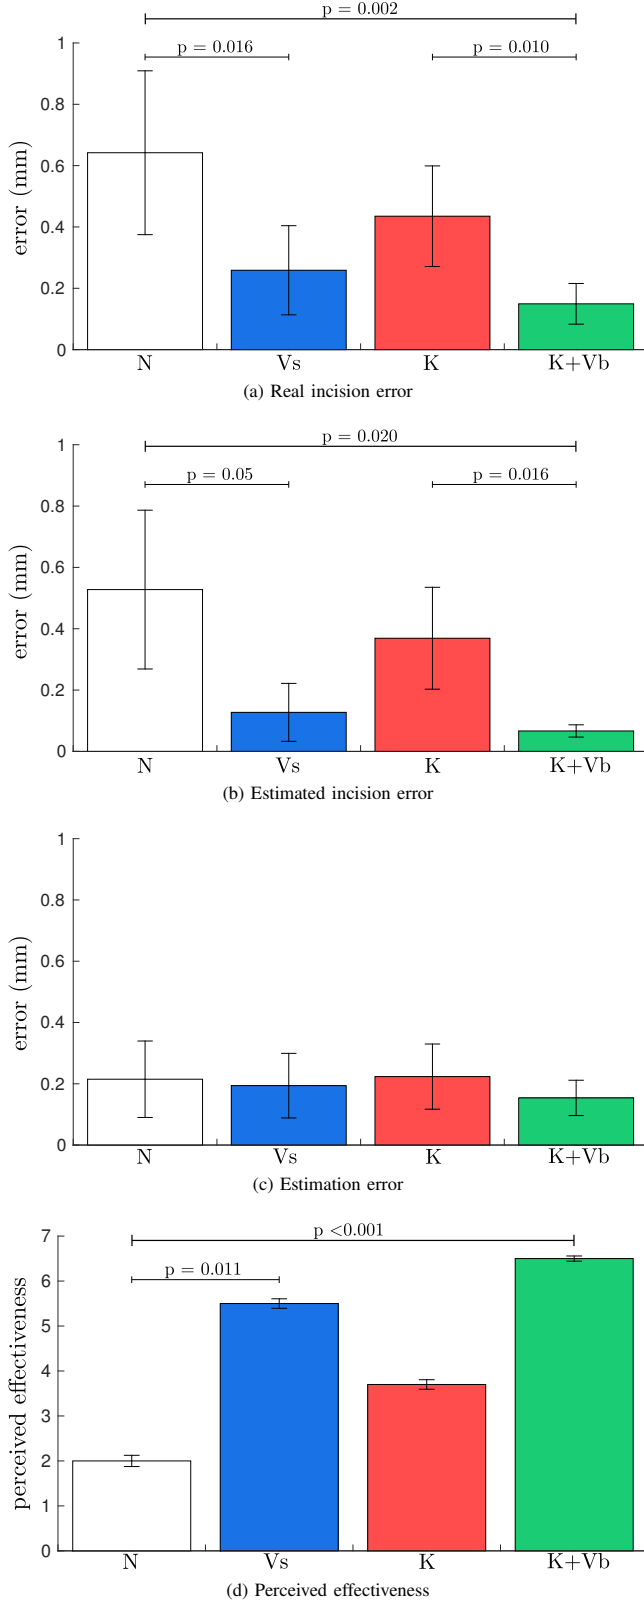 p = 0.002
p = 0.016 p = 0.010
1
0.8
0.6
0.4
0.2
0
error (mm)
N Vs K K+Vb
(a) Real incision error
p = 0.020
p = 0.05 p = 0.016
1
0.8
0.6
0.4
0.2
0
error (mm)
N Vs K K+Vb
(b) Estimated incision error
1
0.8
0.6
0.4
0.2
0
error (mm)
N Vs K K+Vb
(c) Estimation error
p <0.001
p = 0.011
7
6
5
4
3
2
1
0
perceived effectiveness
N Vs K K+Vb
(d) Perceived effectiveness